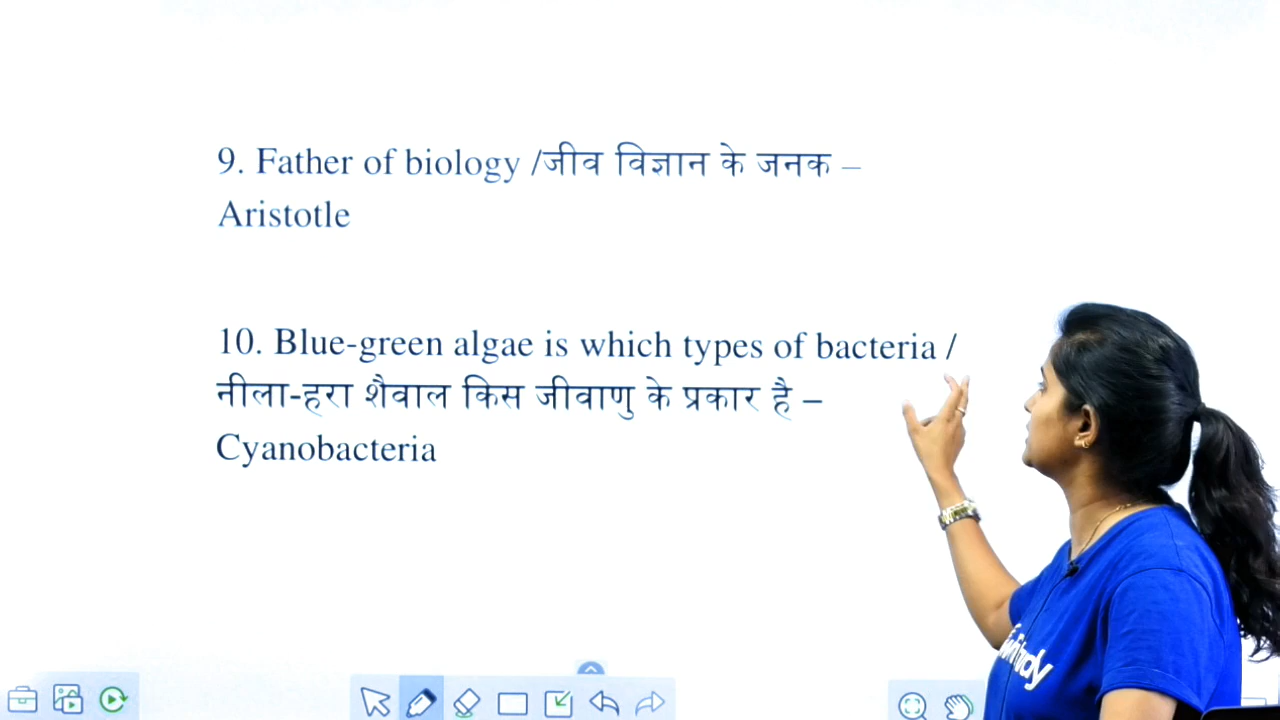 9. Father of biology /जीव विज्ञान के जनक –
Aristotle
10. Blue-green algae is which types of bacteria /
नीला-हरा शैवाल किस जीवाणु के प्रकार है –
Cyanobacteria